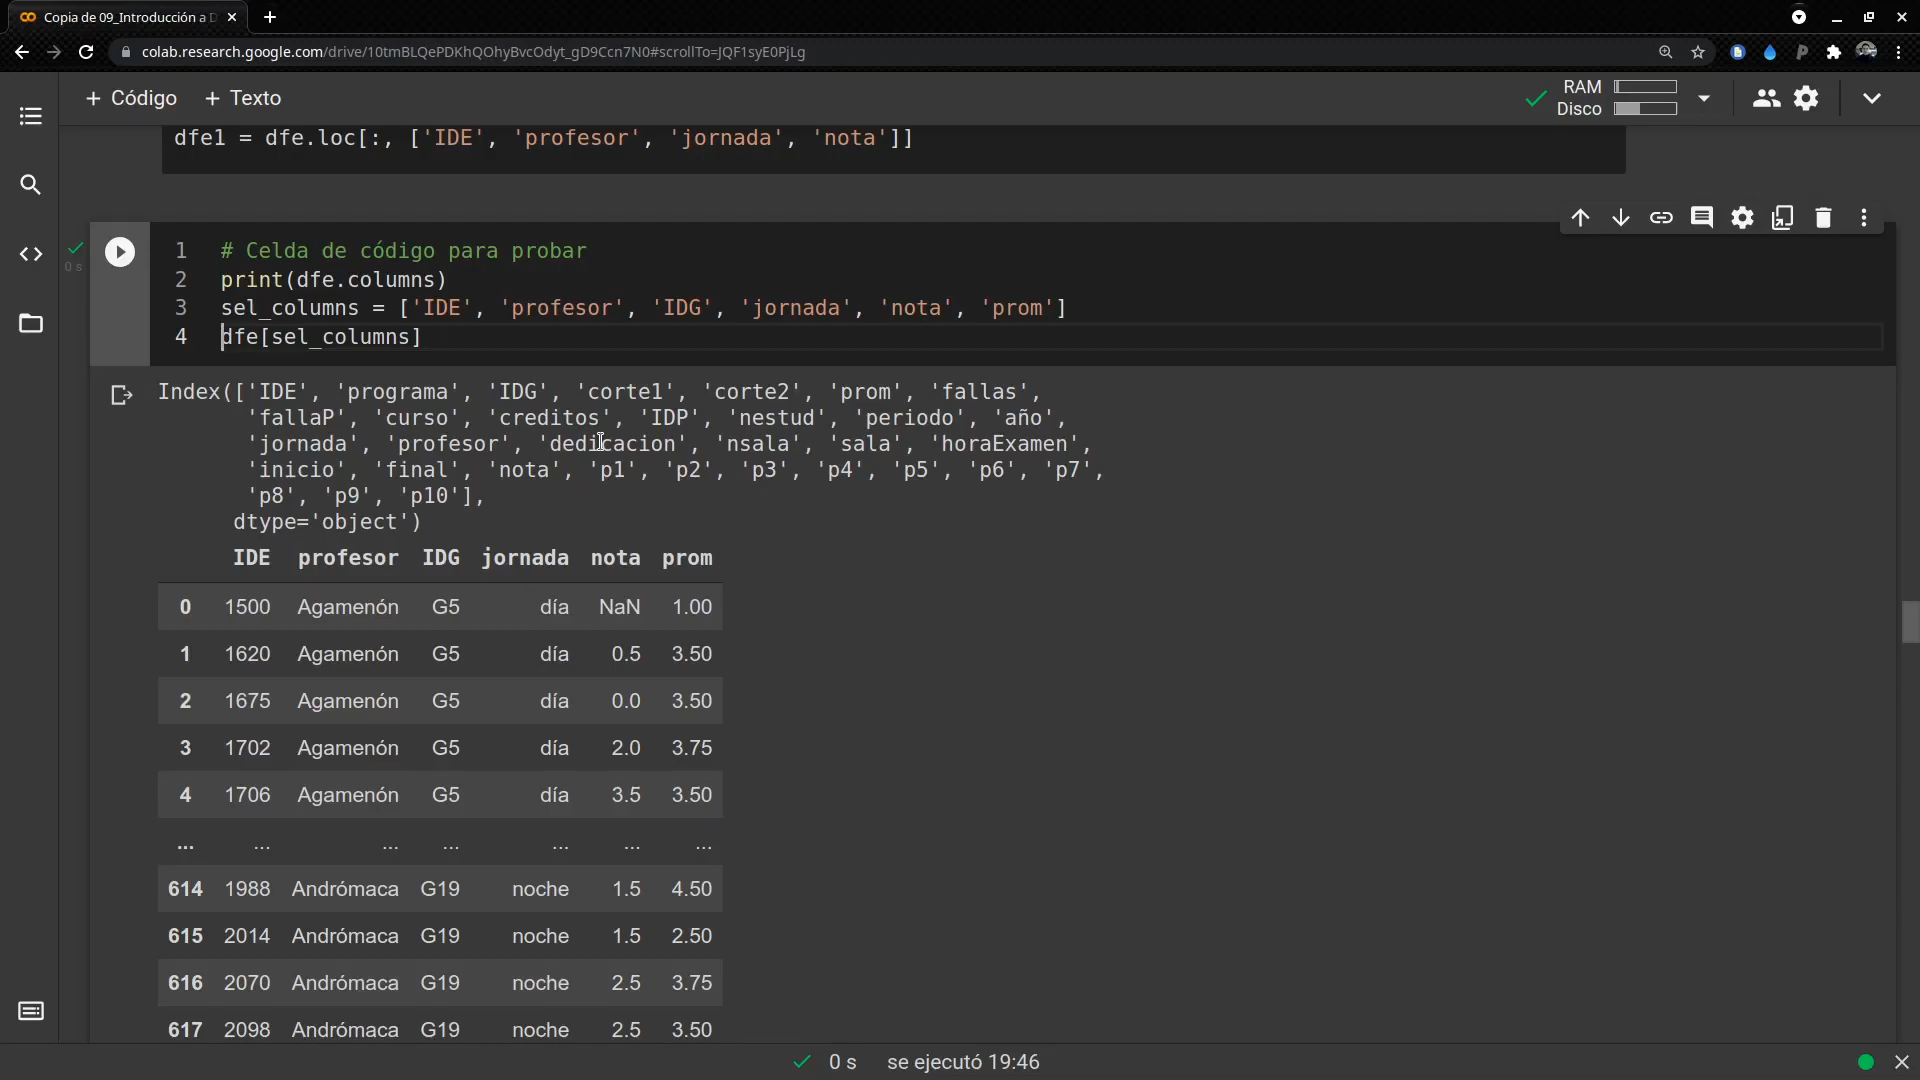 Copia de 09_Introducción a D
colab.research.google.com/drive/10tmBLQePDKhQOhyBvcOdyt_gD9Ccn7N0#scrollTo=JQF1syE0PjLg
+ Código + Texto
RAM
Disco
dfe1 = dfe.loc[:, ['IDE', 'profesor', 'jornada', 'nota']]
0 s
1 # Celda de código para probar
2 print(dfe.columns)
3 sel_columns = ['IDE', 'profesor', 'IDG', 'jornada', 'nota', 'prom']
4 dfe[sel_columns]
Index(['IDE', 'programa', 'IDG', 'corte1', 'corte2', 'prom', 'fallas',
'fallaP', 'curso', 'creditos', 'IDP', 'nestud', 'periodo', 'año',
'jornada', 'profesor', 'dedicacion', 'nsala', 'sala', 'horaExamen',
'inicio', 'final', 'nota', 'p1', 'p2', 'p3', 'p4', 'p5', 'p6', 'p7',
'p8', 'p9', 'p10'],
dtype='object')
IDE profesor IDG jornada nota prom
0 1500 Agamenón G5 día NaN 1.00
1 1620 Agamenón G5 día 0.5 3.50
2 1675 Agamenón G5 día 0.0 3.50
3 1702 Agamenón G5 día 2.0 3.75
4 1706 Agamenón G5 día 3.5 3.50
... ... ... ... ... ... ...
614 1988 Andrómaca G19 noche 1.5 4.50
615 2014 Andrómaca G19 noche 1.5 2.50
616 2070 Andrómaca G19 noche 2.5 3.75
617 2098 Andrómaca G19 noche 2.5 3.50
0 s se ejecutó 19:46